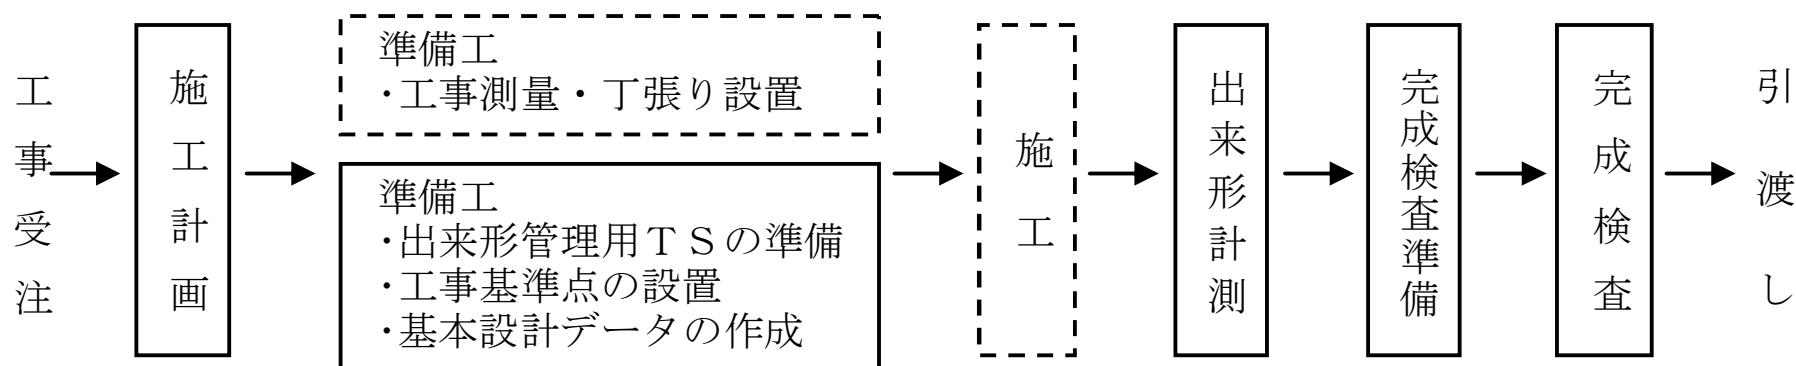 工事受注
施工計画
準備工
・工事測量・丁張り設置
準備工
・出来形管理用ＴＳの準備
・工事基準点の設置
・基本設計データの作成
施工
出来形計測
完成検査準備
完成検査
引渡し